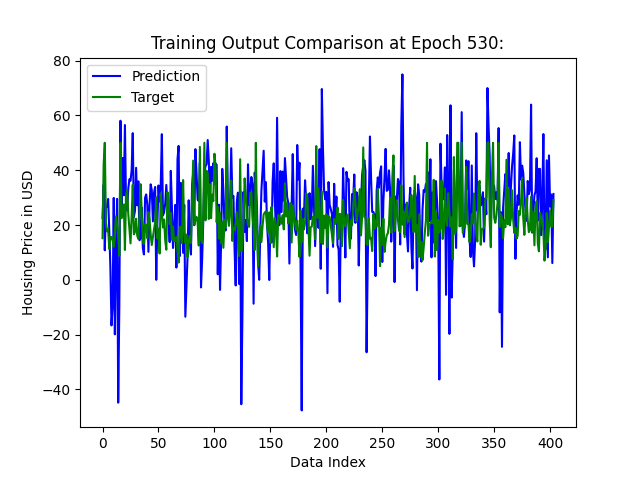 Training Output Comparison at Epoch 530:
Prediction
Target
Housing Price in USD
80
60
40
20
0
−20
−40
0 50 100 150 200 250 300 350 400
Data Index